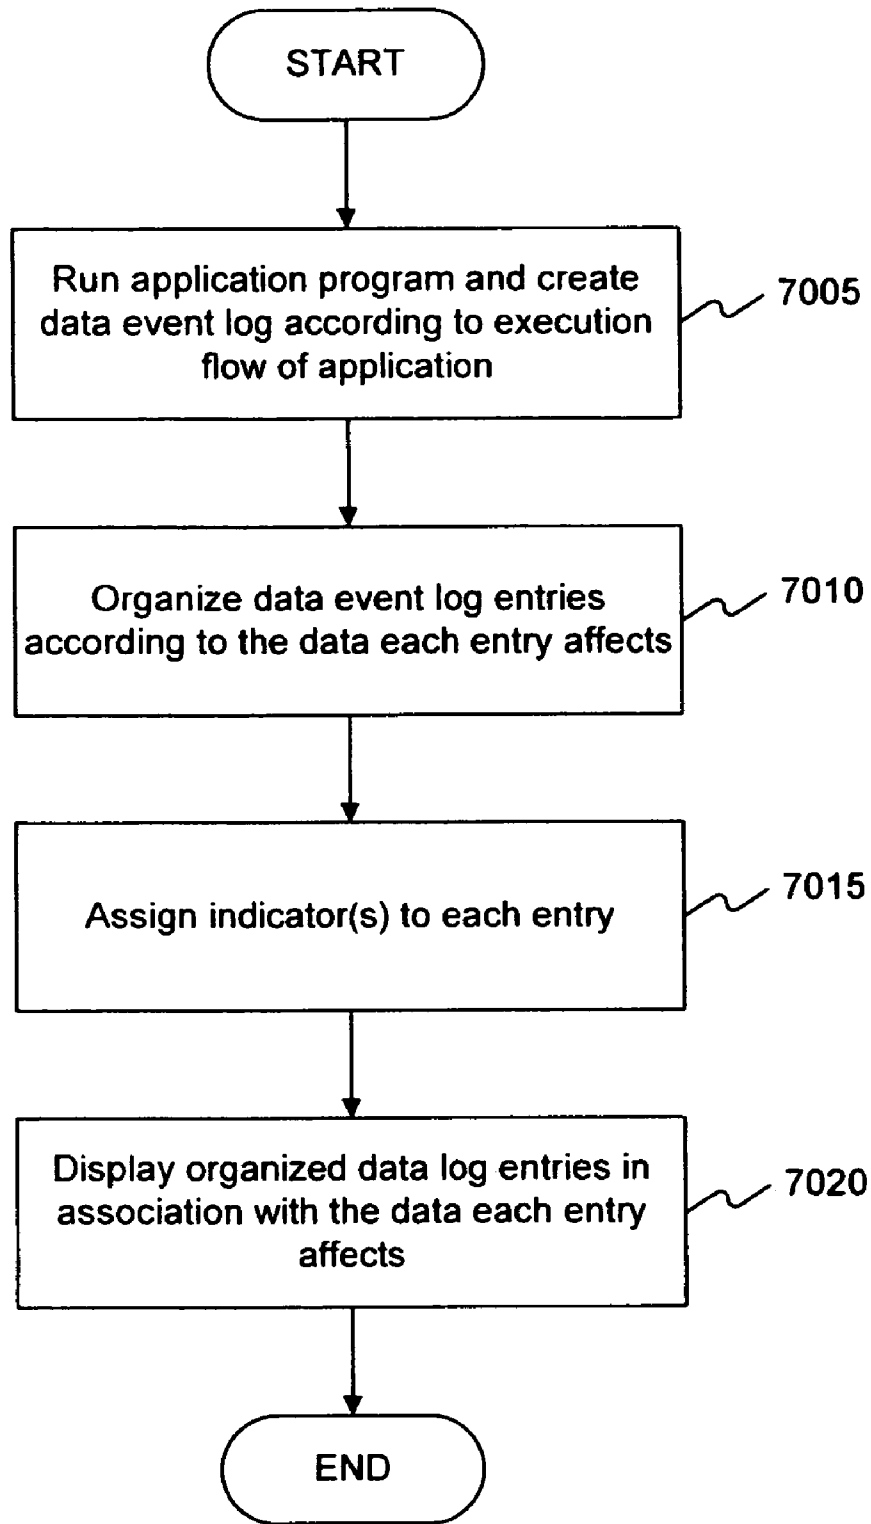 START
Run application program and create
data event log according to execution
flow of application
7005
Organize data event log entries
according to the data each entry affects
7010
Assign indicator(s) to each entry
7015
Display organized data log entries in
association with the data each entry
affects
7020
END